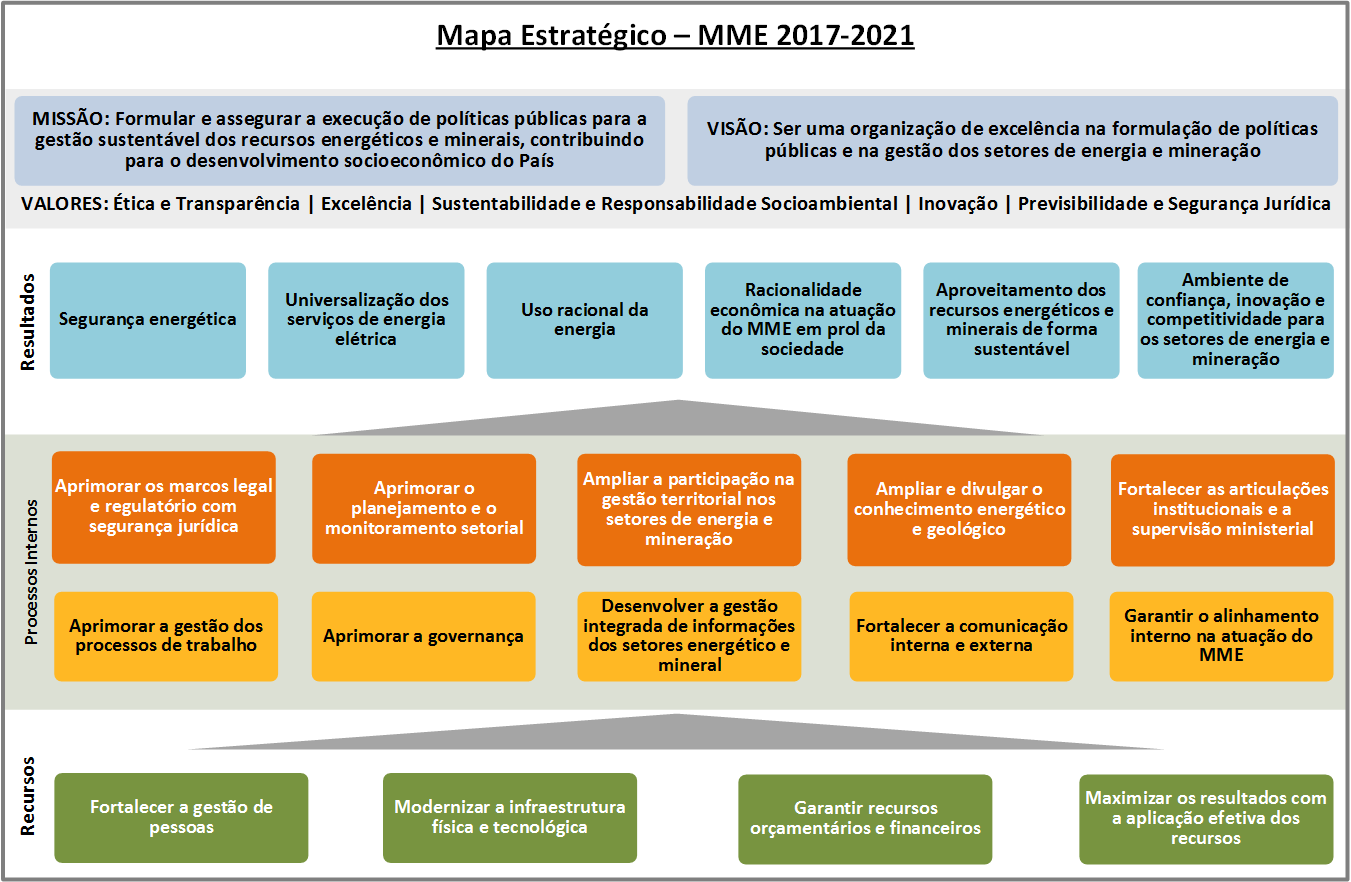 Mapa Estratégico – MME 2017-2021
MISSÃO: Formular e assegurar a execução de políticas públicas para a
gestão sustentável dos recursos energéticos e minerais, contribuindo
para o desenvolvimento socioeconômico do País
VISÃO: Ser uma organização de excelência na formulação de políticas
públicas e na gestão dos setores de energia e mineração
VALORES: Ética e Transparência | Excelência | Sustentabilidade e Responsabilidade Socioambiental | Inovação | Previsibilidade e Segurança Jurídica
Resultados
Segurança energética
Universalização dos
serviços de energia
elétrica
Uso racional da
energia
Racionalidade
econômica na atuação
do MME em prol da
sociedade
Aproveitamento dos
recursos energéticos e
minerais de forma
sustentável
Ambiente de
confiança, inovação e
competitividade para
os setores de energia e
mineração
Processos Internos
Aprimorar os marcos legal
e regulatório com
segurança jurídica
Aprimorar o
planejamento e o
monitoramento setorial
Ampliar a participação na
gestão territorial nos
setores de energia e
mineração
Ampliar e divulgar o
conhecimento energético
e geológico
Fortalecer as articulações
institucionais e a
supervisão ministerial
Aprimorar a gestão dos
processos de trabalho
Aprimorar a governança
Desenvolver a gestão
integrada de informações
dos setores energético e
mineral
Fortalecer a comunicação
interna e externa
Garantir o alinhamento
interno na atuação do
MME
Recursos
Fortalecer a gestão de
pessoas
Modernizar a infraestrutura
física e tecnológica
Garantir recursos
orçamentários e financeiros
Maximizar os resultados com
a aplicação efetiva dos
recursos